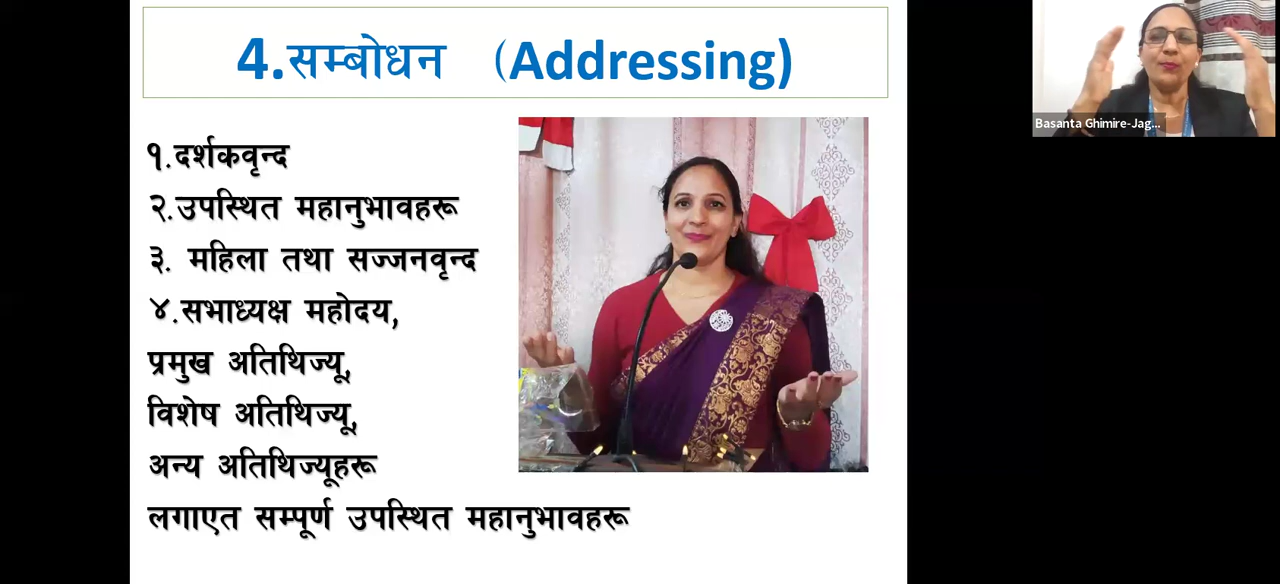 4.सम्बोधन (Addressing)
१.दर्शकवृन्द
२.उपस्थित महानुभावहरू
३. महिला तथा सज्जनवृन्द
४.सभाध्यक्ष महोदय,
प्रमुख अतिथिज्यू,
विशेष अतिथिज्यू,
अन्य अतिथिज्यूहरू
लगाएत सम्पूर्ण उपस्थित महानुभावहरू
Basanta Ghimire-Jag...